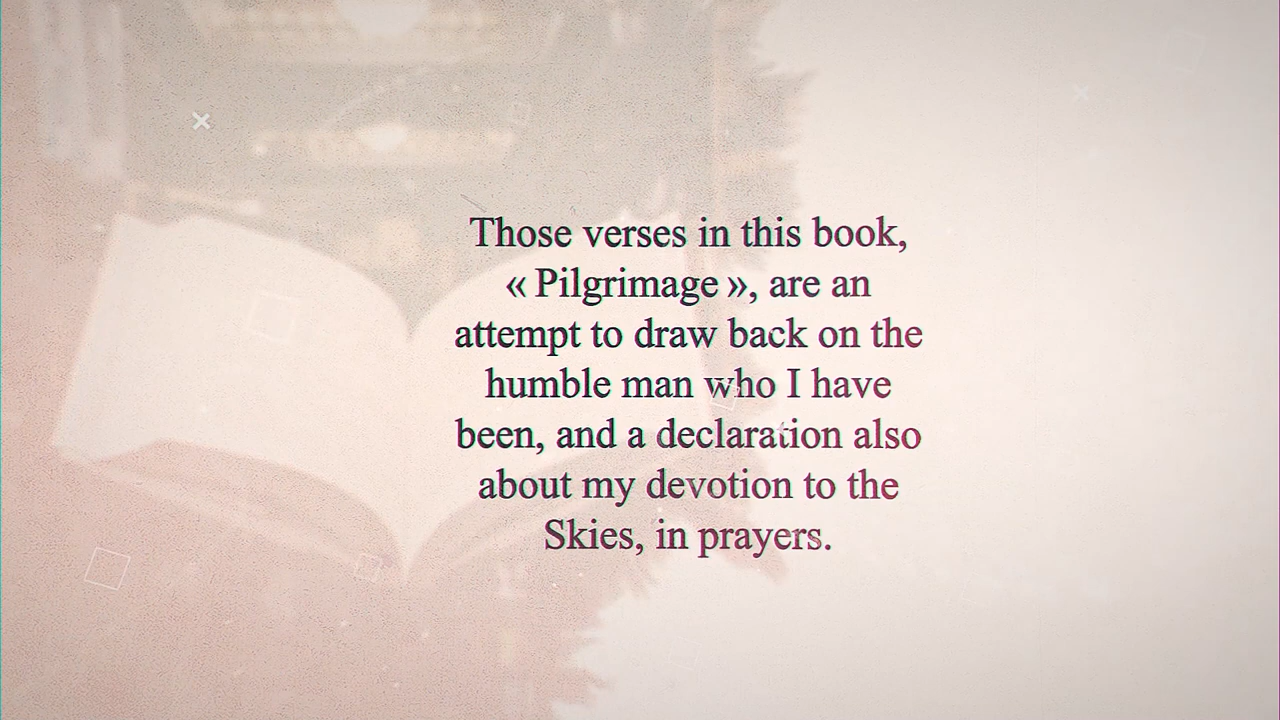 Those verses in this book,
« Pilgrimage », are an
attempt to draw back on the
humble man who I have
been, and a declaration also
about my devotion to the
Skies, in prayers.